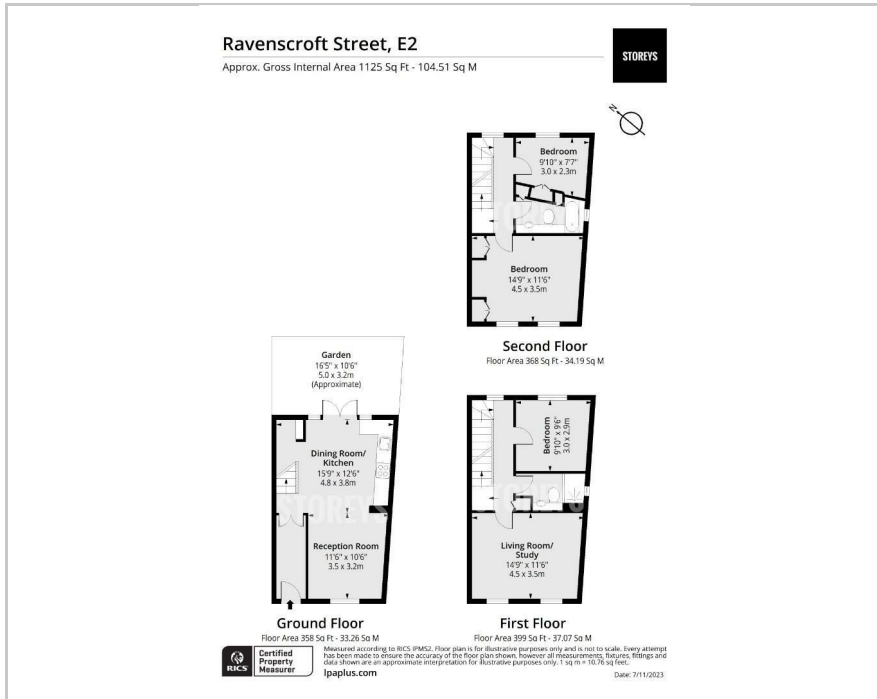 Ravenscroft Street, E2
Approx. Gross Internal Area 1125 Sq Ft - 104.51 Sq M
STOREYS
N
Bedroom
9'10" x 7'7"
3.0 x 2.3m
Bedroom
14'9" x 11'6"
4.5 x 3.5m
Second Floor
Floor Area 368 Sq Ft - 34.19 Sq M
Garden
16'5" x 10'6"
5.0 x 3.2m
(Approximate)
Dining Room/
Kitchen
15'9" x 12'6"
4.8 x 3.8m
STOREYS
Reception Room
11'6" x 10'6"
3.5 x 3.2m
Ground Floor
Floor Area 358 Sq Ft - 33.26 Sq M
Bedroom
9'10" x 9'6"
3.0 x 2.9m
STOREYS
Living Room/
Study
14'9" x 11'6"
4.5 x 3.5m
First Floor
Floor Area 399 Sq Ft - 37.07 Sq M
RICS
Certified
Property
Measurer
Measured according to RICS IPMS2. Floor plan is for illustrative purposes only and is not to scale. Every attempt
has been made to ensure the accuracy of the floor plan shown, however all measurements, fixtures, fittings and
data shown are an approximate interpretation for illustrative purposes only. 1 sq m = 10.76 sq feet.
lpaplus.com
Date: 7/11/2023